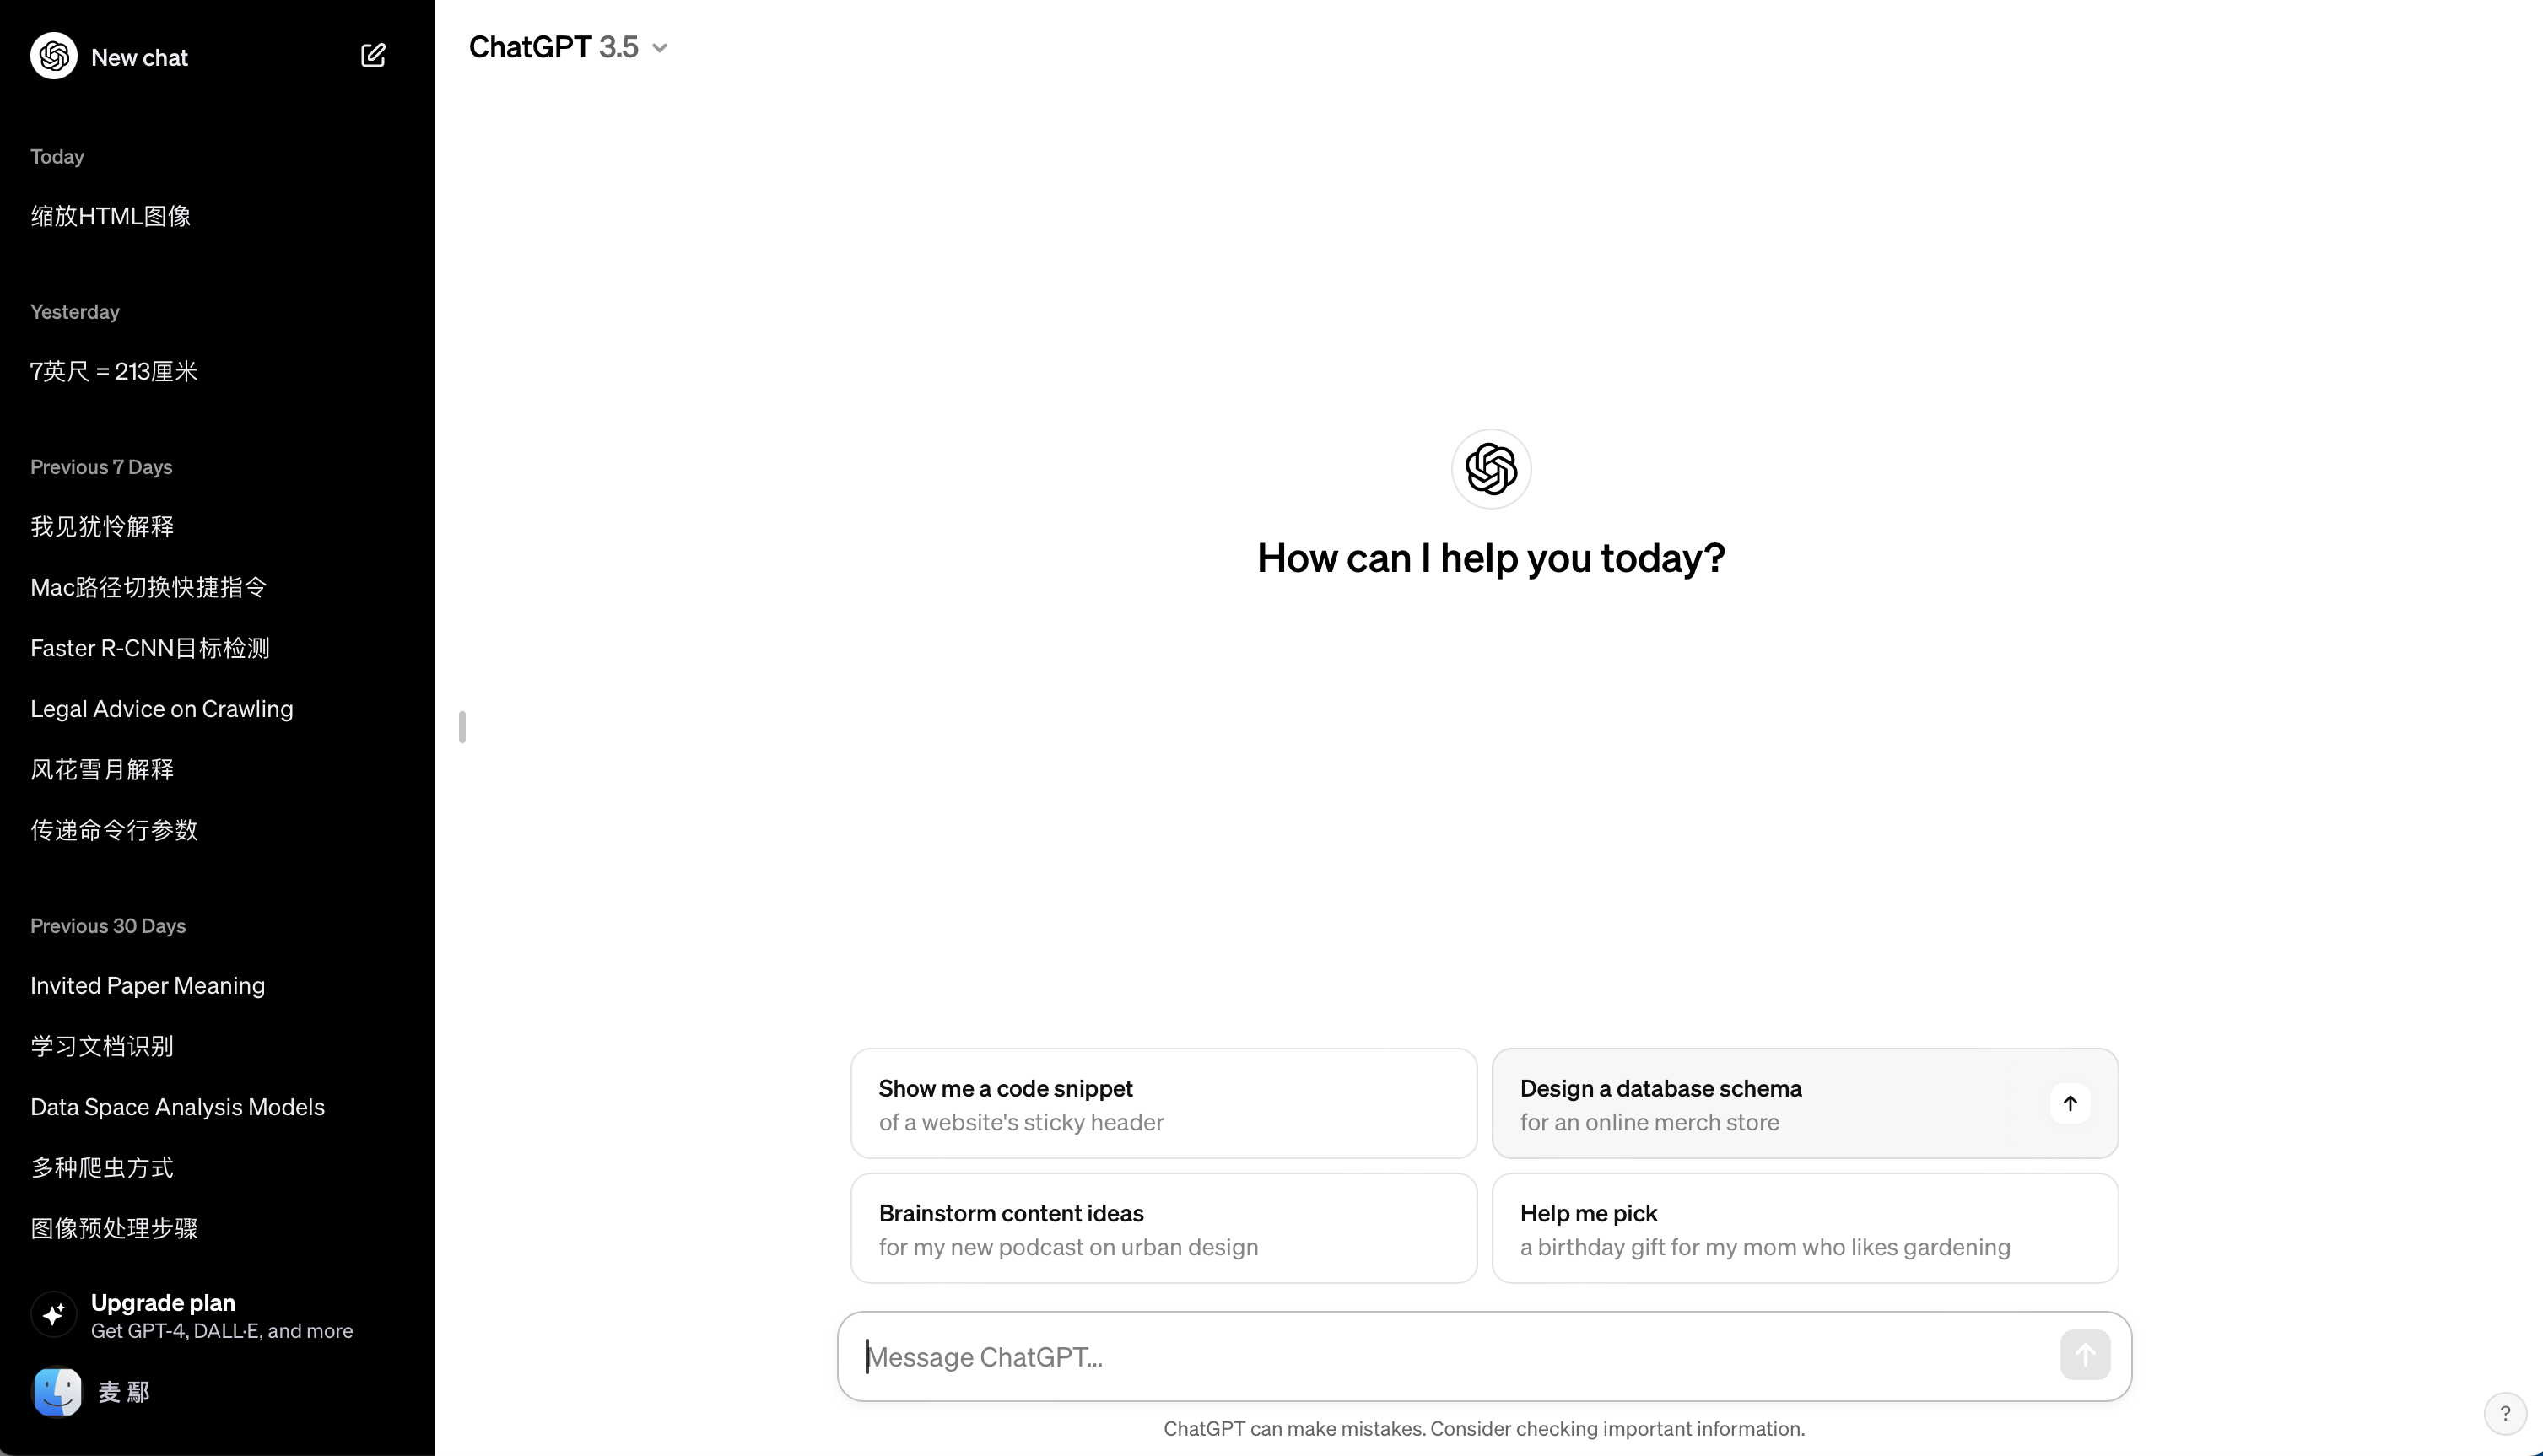 New chat
Today
缩放HTML图像
Yesterday
7英尺 = 213厘米
Previous 7 Days
我见犹怜解释
Mac路径切换快捷指令
Faster R-CNN目标检测
Legal Advice on Crawling
风花雪月解释
传递命令行参数
Previous 30 Days
Invited Paper Meaning
学习文档识别
Data Space Analysis Models
多种爬虫方式
图像预处理步骤
Upgrade plan
Get GPT-4, DALL·E, and more
麦 鄢
ChatGPT 3.5
How can I help you today?
Show me a code snippet
of a website's sticky header
Design a database schema
for an online merch store
Brainstorm content ideas
for my new podcast on urban design
Help me pick
a birthday gift for my mom who likes gardening
Message ChatGPT...
ChatGPT can make mistakes. Consider checking important information.
?